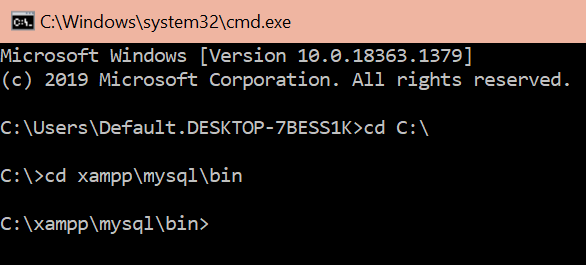 C:\Windows\system32\cmd.exe
Microsoft Windows [Version 10.0.18363.1379]
(c) 2019 Microsoft Corporation. All rights reserved.
C:\Users\Default.DESKTOP-7BESS1K>cd C:\
C:\>cd xampp\mysql\bin
C:\xampp\mysql\bin>